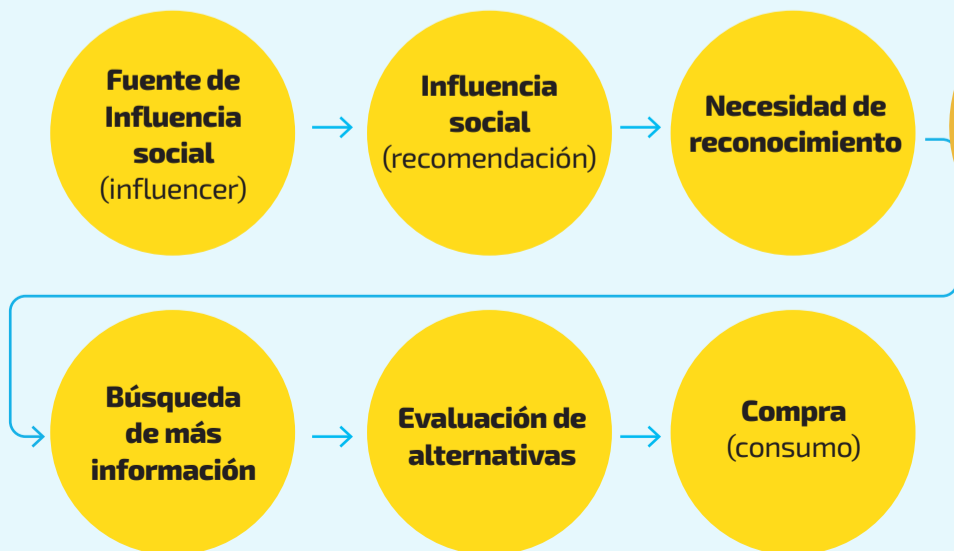 Fuente de
Influencia
social
(influencer)
Influencia
social
(recomendación)
Necesidad de
reconocimiento
Búsqueda
de más
información
Evaluación de
alternativas
Compra
(consumo)